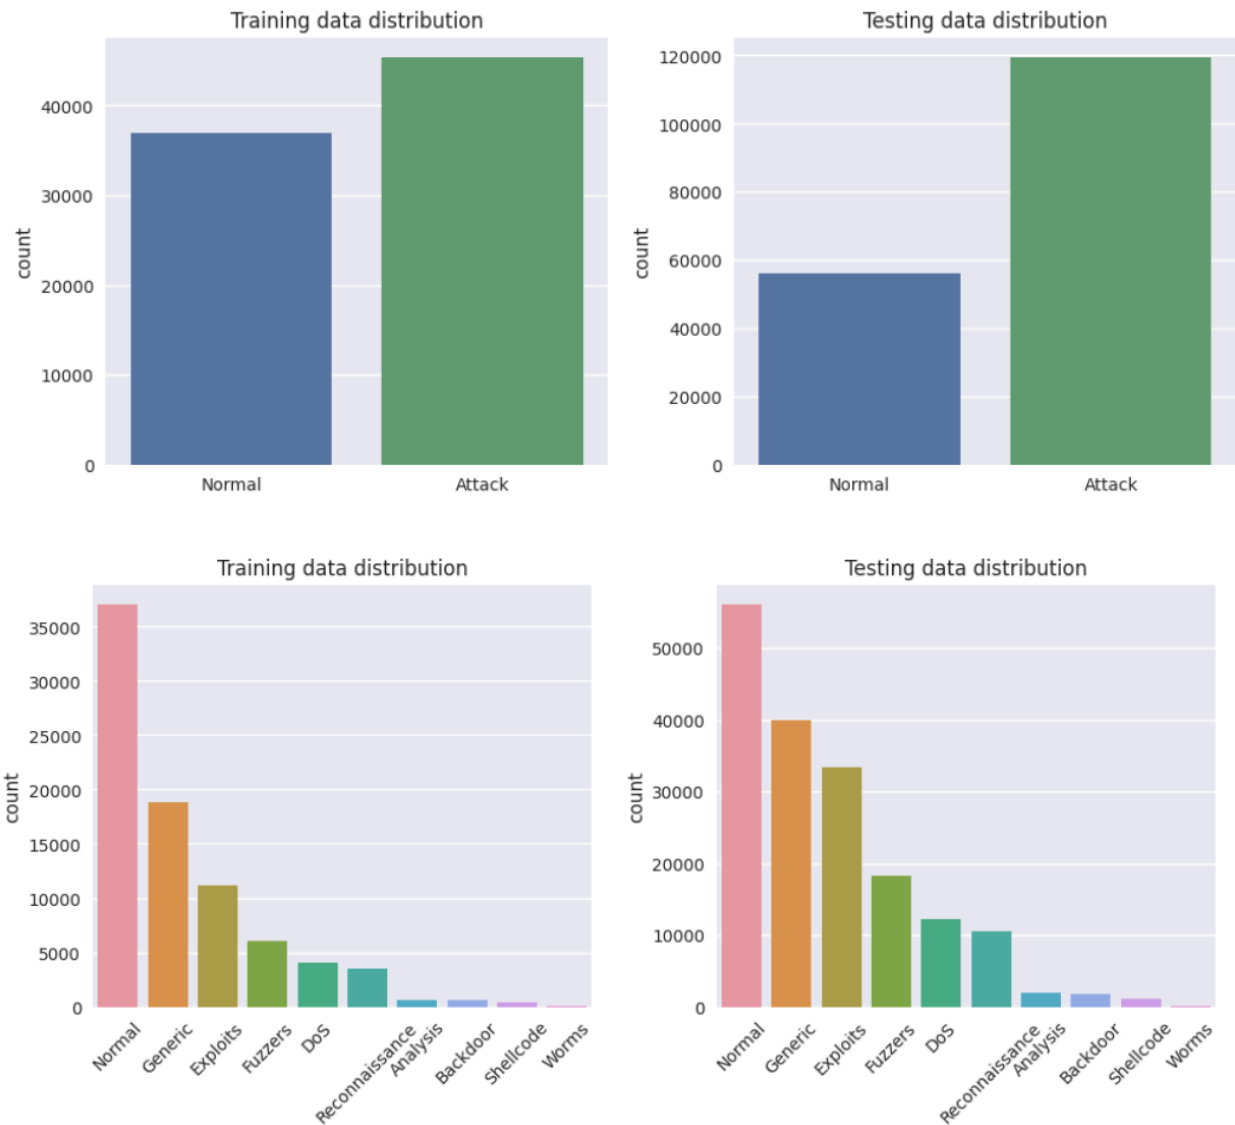 Training data distribution
count
40000
30000
20000
10000
0
Normal
Attack
Testing data distribution
count
120000
100000
80000
60000
40000
20000
0
Normal
Attack
Training data distribution
count
35000
30000
25000
20000
15000
10000
5000
0
Normal
Generic
Exploits
Fuzzers
DoS
Reconnaissance
Analysis
Backdoor
Shellcode
Worms
Testing data distribution
count
50000
40000
30000
20000
10000
0
Normal
Generic
Exploits
Fuzzers
DoS
Reconnaissance
Analysis
Backdoor
Shellcode
Worms